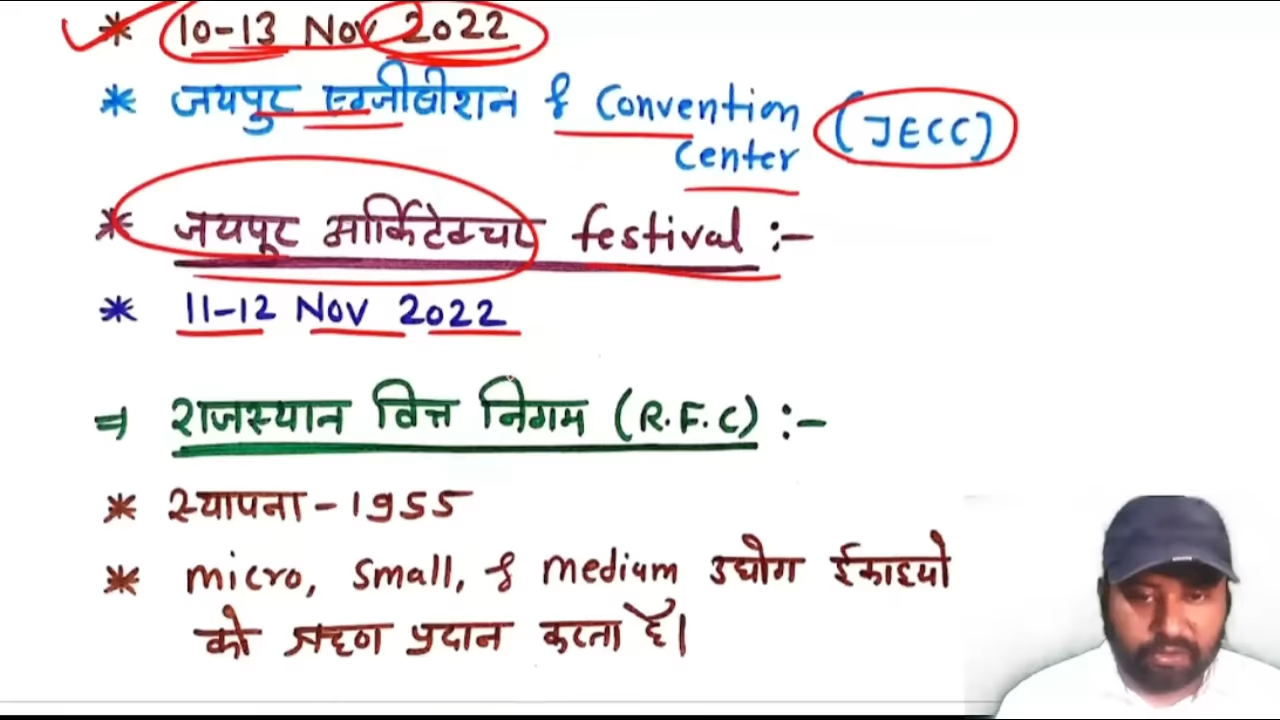 * 10-13 Nov 2022
* जयपुर एग्जीबीशन & Convention Center (JECC)
* जयपुर आर्किटेक्चर festival :-
* 11-12 Nov 2022
⇒ राजस्थान वित्त निगम (R.F.C) :-
* स्थापना - 1955
* micro, small, & medium उद्योग ईकाइयो
को ऋण प्रदान करता है।